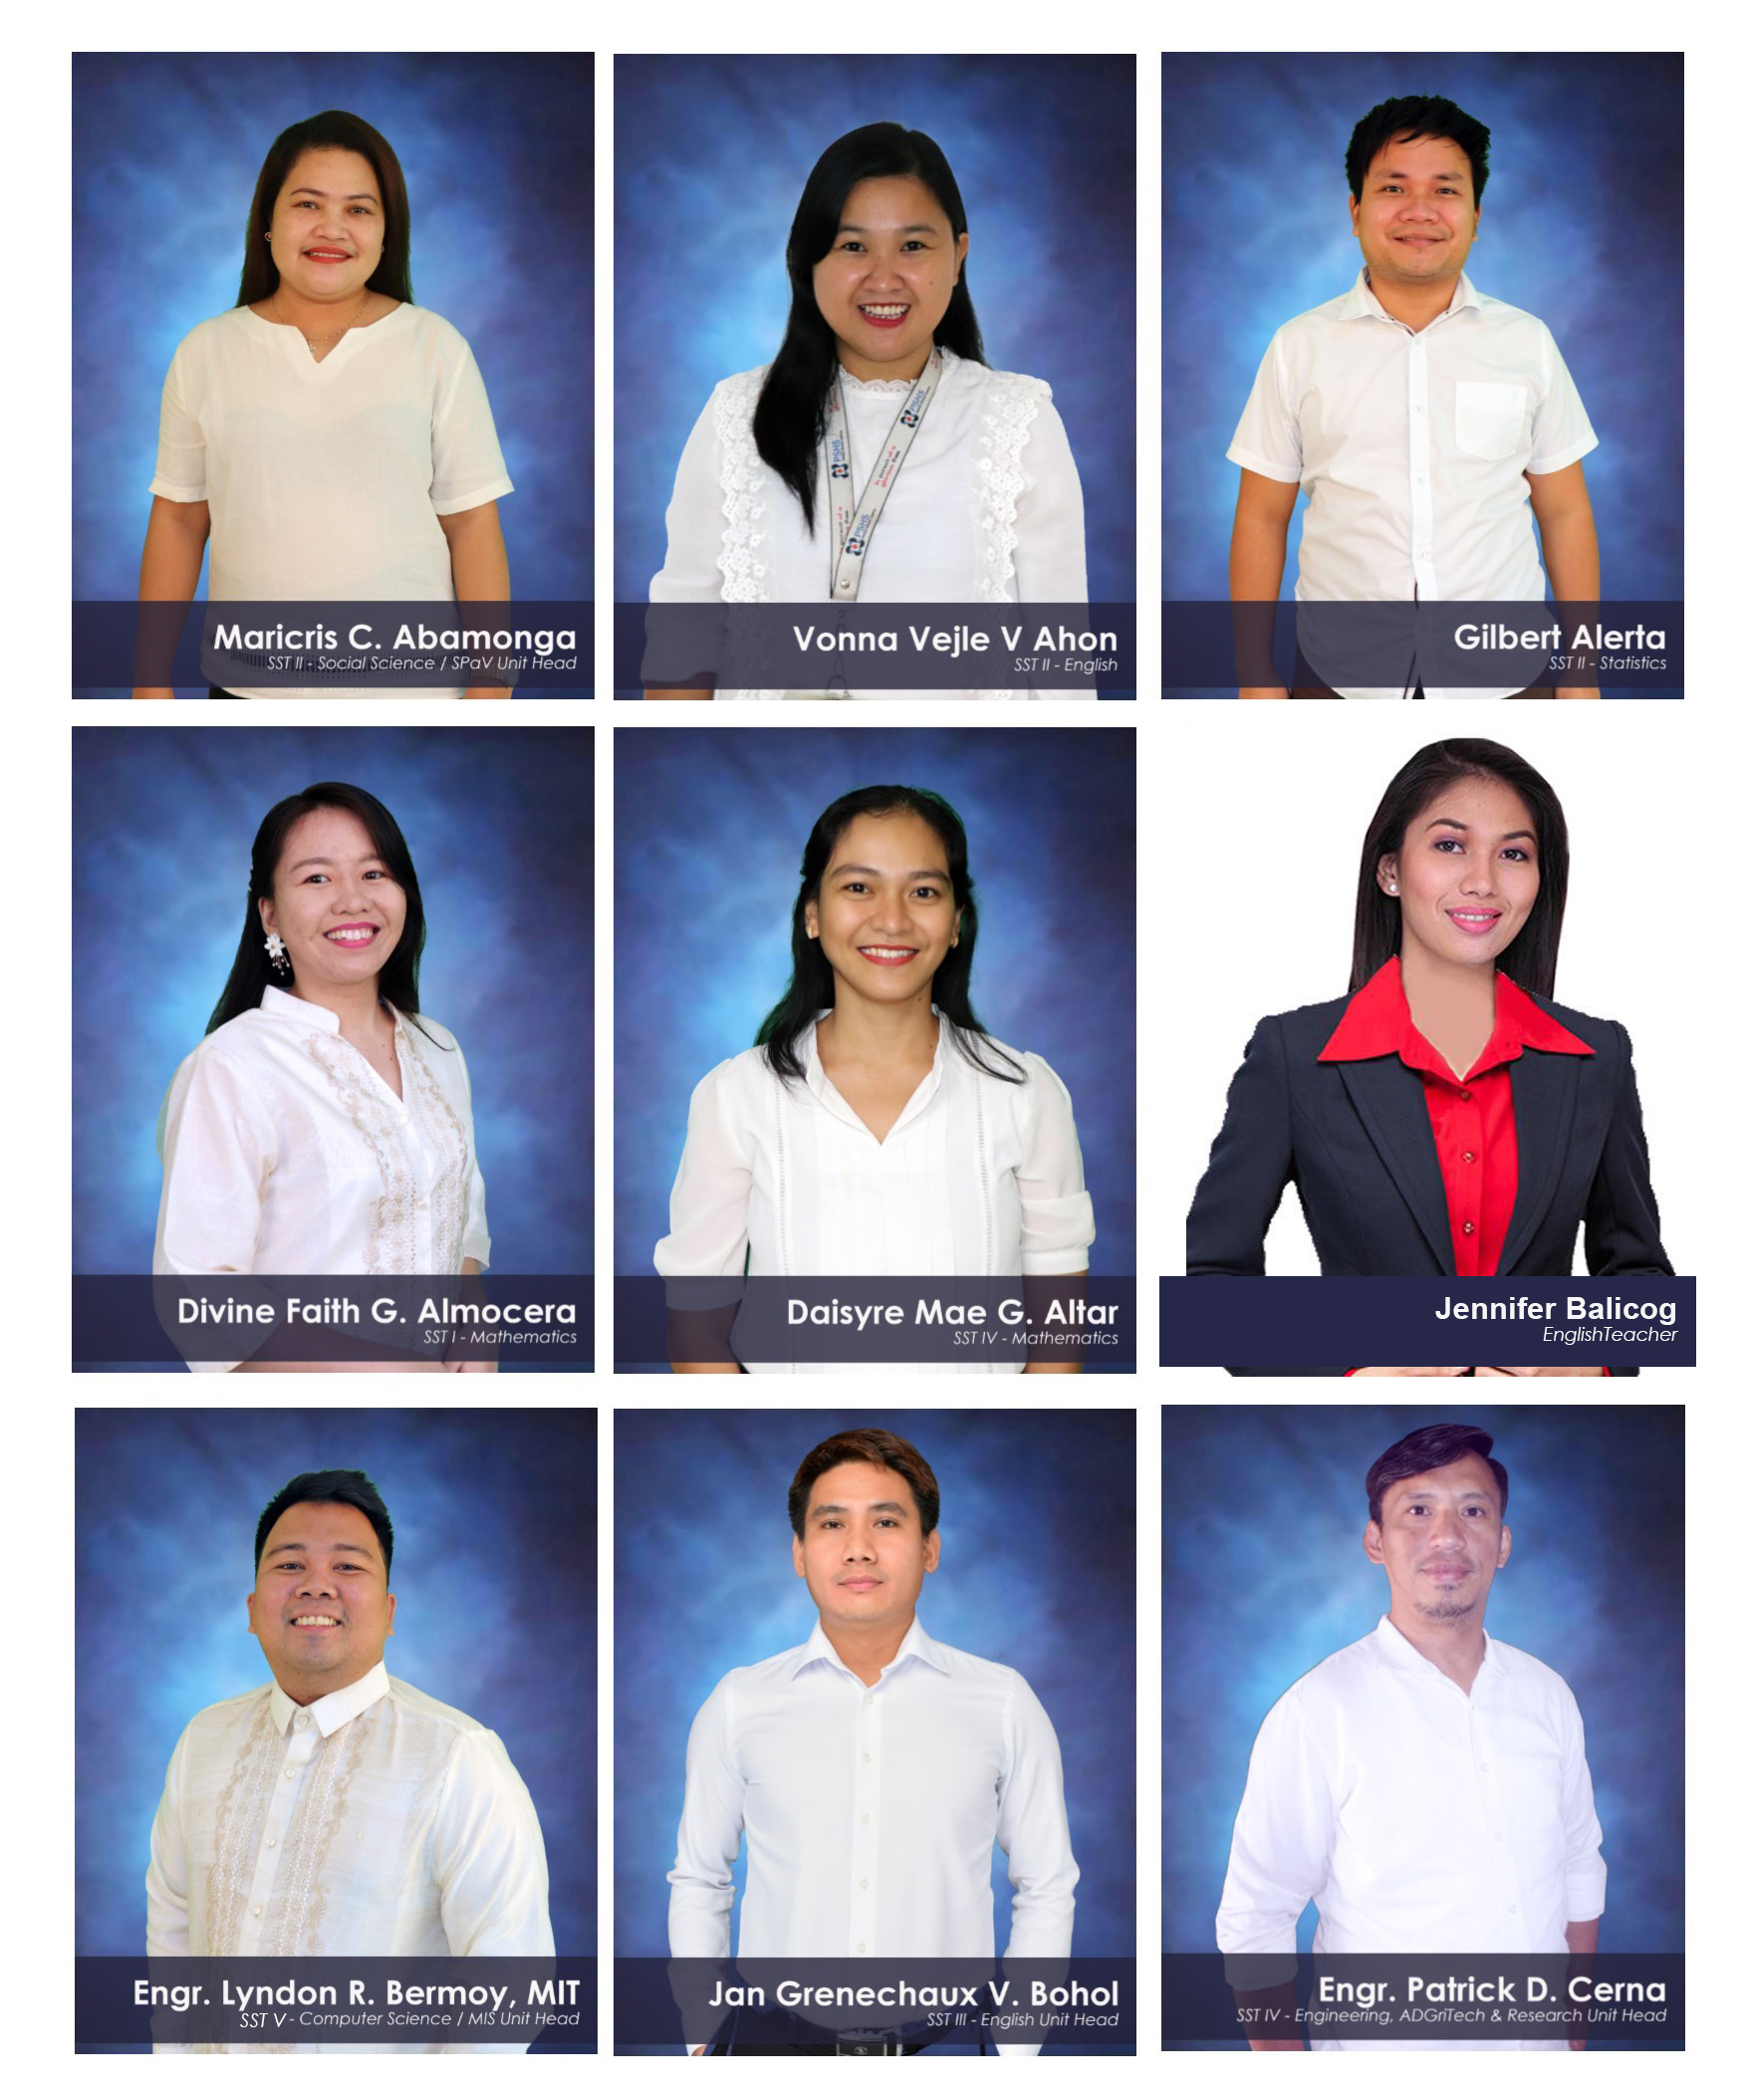 PSHS
PSHS
PSHS
Maricris C. Abamonga
SST II - Social Science / SPaV Unit Head
Vonna Vejle V Ahon
SST II - English
Gilbert Alerta
SST II - Statistics
Divine Faith G. Almocera
SST I - Mathematics
Daisyre Mae G. Altar
SST IV - Mathematics
Jennifer Balicog
EnglishTeacher
Engr. Lyndon R. Bermoy, MIT
SST V - Computer Science / MIS Unit Head
Jan Grenechaux V. Bohol
SST III - English Unit Head
Engr. Patrick D. Cerna
SST IV - Engineering, ADGriTech & Research Unit Head